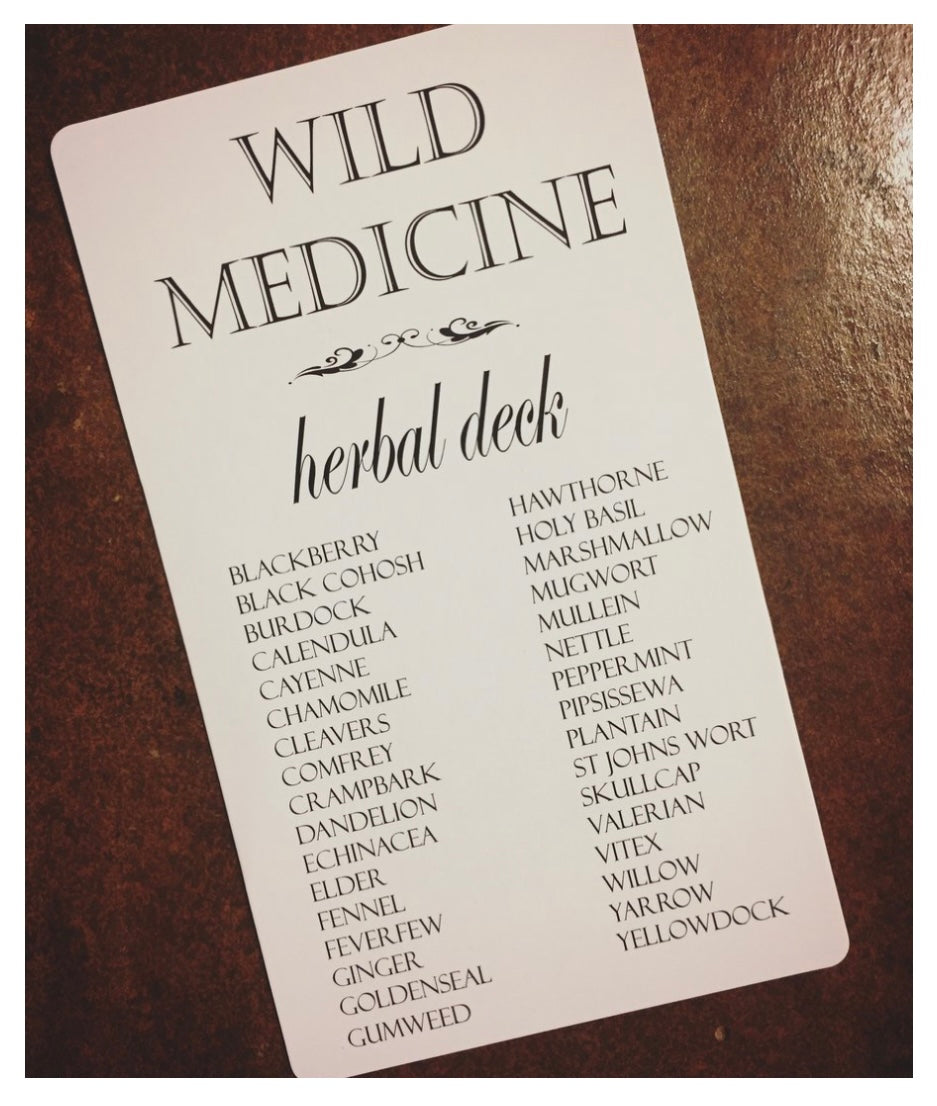 WILD
MEDICINE
herbal deck
BLACKBERRY
BLACK COHOSH
BURDOCK
CALENDULA
CAYENNE
CHAMOMILE
CLEAVERS
COMFREY
CRAMPBARK
DANDELION
ECHINACEA
ELDER
FENNEL
FEVERFEW
GINGER
GOLDENSEAL
GUMWEED
HAWTHORNE
HOLY BASIL
MARSHMALLOW
MUGWORT
MULLEIN
NETTLE
PEPPERMINT
PIPSISSEWA
PLANTAIN
ST JOHNS WORT
SKULLCAP
VALERIAN
VITEX
WILLOW
YARROW
YELLOWDOCK